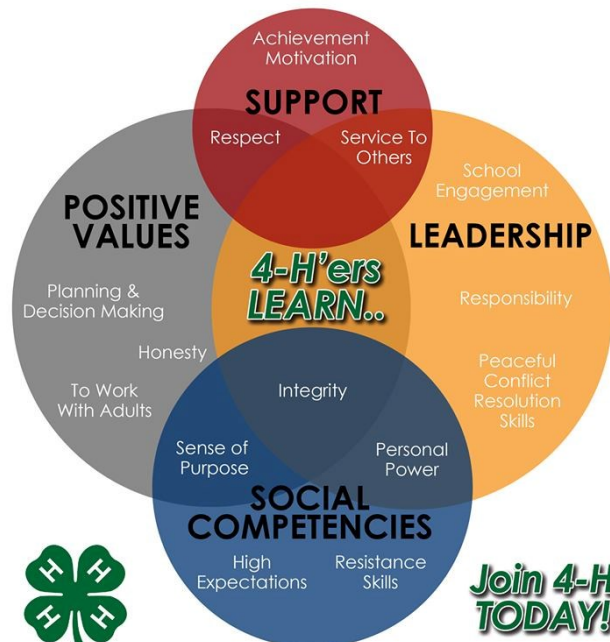 Achievement
Motivation
SUPPORT
Respect
Service To
Others
School
Engagement
POSITIVE
VALUES
LEADERSHIP
4-H'ers
LEARN..
Planning &
Decision Making
Responsibility
Honesty
Peaceful
Conflict
Resolution
Skills
To Work
With Adults
Integrity
Sense of
Purpose
Personal
Power
SOCIAL
COMPETENCIES
High
Expectations
Resistance
Skills
H H
H H
Join 4-H
TODAY!